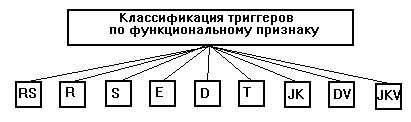 Классификация триггеров
по функциональному признаку
RS R S E D T JK DV JKV